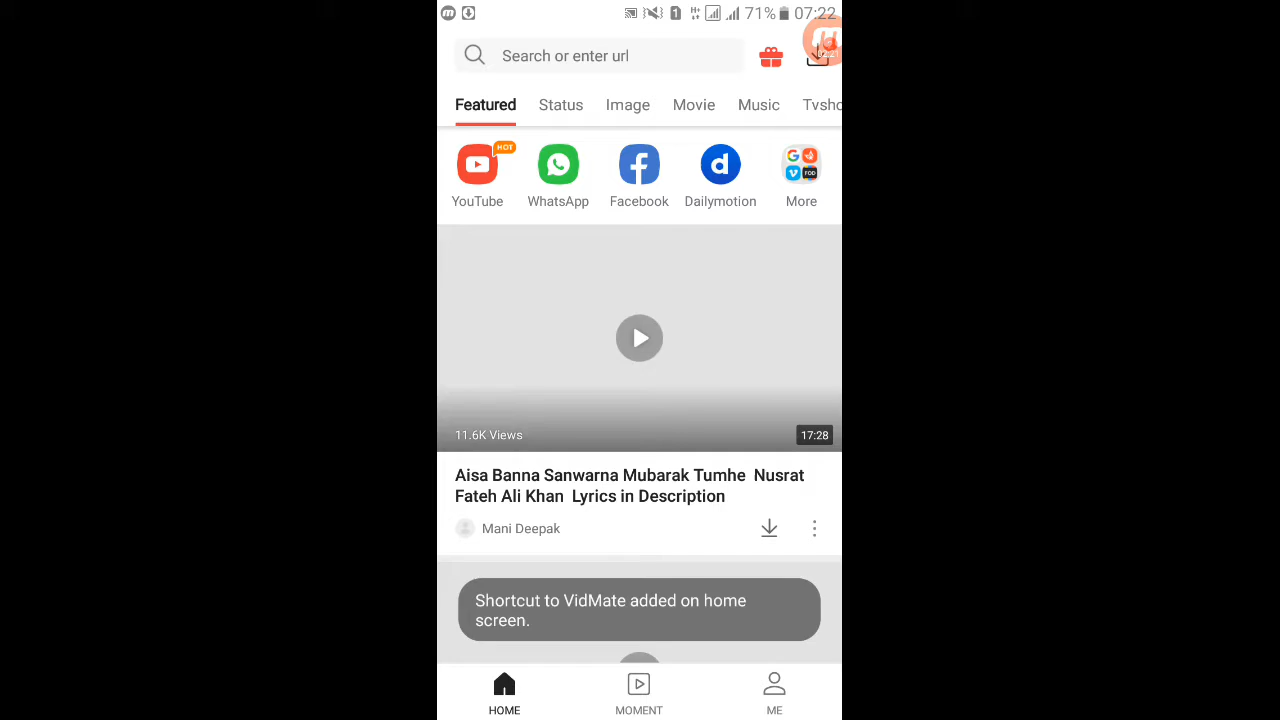 1 71% 07:22
Search or enter url
Featured Status Image Movie Music Tvsho
HOT
YouTube WhatsApp Facebook Dailymotion More
11.6K Views 17:28
Aisa Banna Sanwarna Mubarak Tumhe Nusrat
Fateh Ali Khan Lyrics in Description
Mani Deepak
Shortcut to VidMate added on home
screen.
HOME MOMENT ME